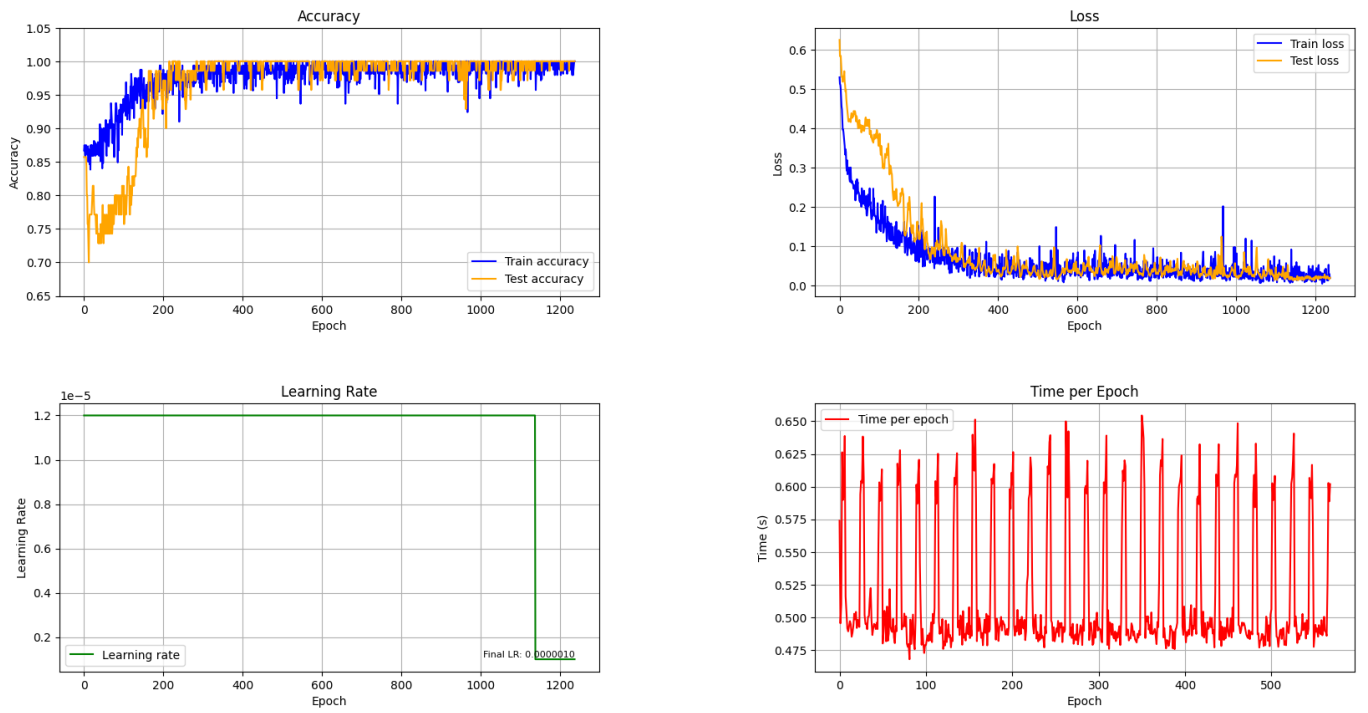 Accuracy
1.05
1.00
0.95
0.90
0.85
0.80
0.75
0.70
0.65
Accuracy
Train accuracy
Test accuracy
0 200 400 600 800 1000 1200
Epoch
Loss
0.6
0.5
0.4
0.3
0.2
0.1
0.0
Loss
Train loss
Test loss
0 200 400 600 800 1000 1200
Epoch
Learning Rate
1e−5
1.2
1.0
0.8
0.6
0.4
0.2
Learning Rate
Learning rate
Final LR: 0.0000010
0 200 400 600 800 1000 1200
Epoch
Time per Epoch
Time per epoch
0.650
0.625
0.600
0.575
0.550
0.525
0.500
0.475
Time (s)
0 100 200 300 400 500
Epoch